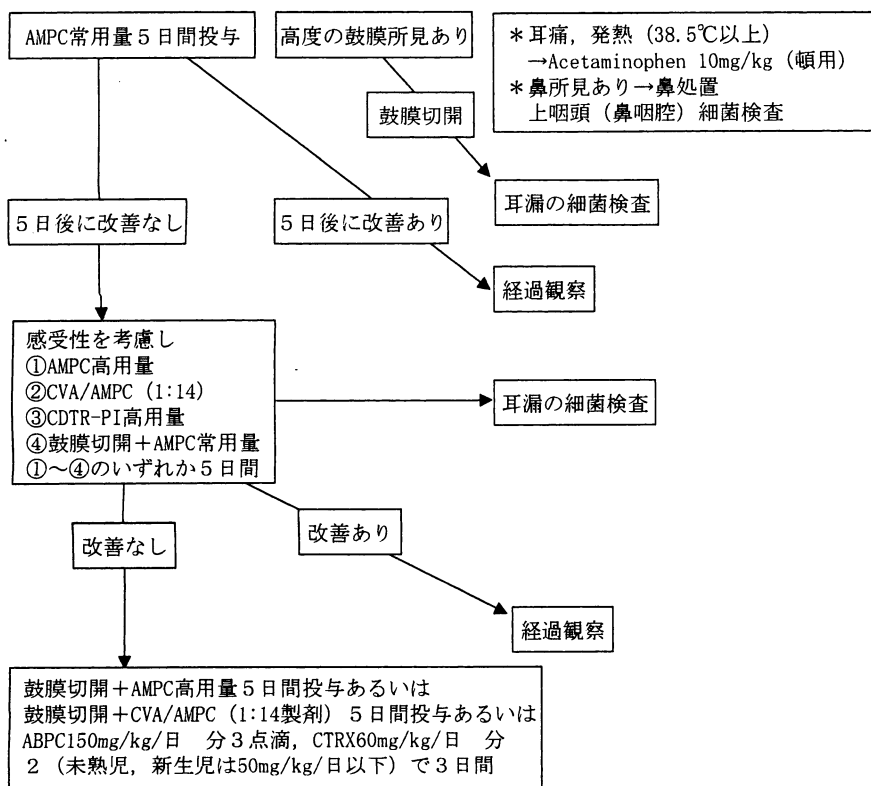 AMPC常用量5日間投与
高度の鼓膜所見あり
*耳痛,発熱(38.5℃以上)
→Acetaminophen 10mg/kg(頓用)
*鼻所見あり→鼻処置
上咽頭(鼻咽腔)細菌検査
鼓膜切開
耳漏の細菌検査
5日後に改善なし
5日後に改善あり
経過観察
感受性を考慮し
①AMPC高用量
②CVA/AMPC(1:14)
③CDTR-PI高用量
④鼓膜切開+AMPC常用量
①~④のいずれか5日間
耳漏の細菌検査
改善なし
改善あり
経過観察
鼓膜切開+AMPC高用量5日間投与あるいは
鼓膜切開+CVA/AMPC(1:14製剤)5日間投与あるいは
ABPC150mg/kg/日 分3点滴,CTRX60mg/kg/日 分
2(未熟児,新生児は50mg/kg/日以下)で3日間